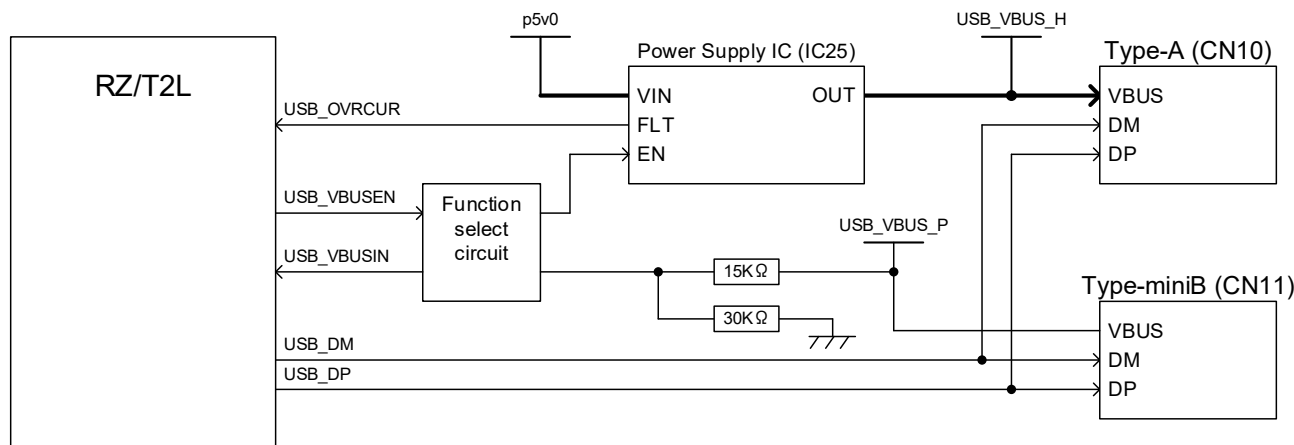 p5v0
USB_VBUS_H
Power Supply IC (IC25)
Type-A (CN10)
RZ/T2L
VIN
OUT
VBUS
USB_OVRCUR
FLT
DM
EN
DP
USB_VBUSEN
Function
select
circuit
USB_VBUS_P
USB_VBUSIN
15KΩ
Type-miniB (CN11)
30KΩ
VBUS
USB_DM
DM
USB_DP
DP